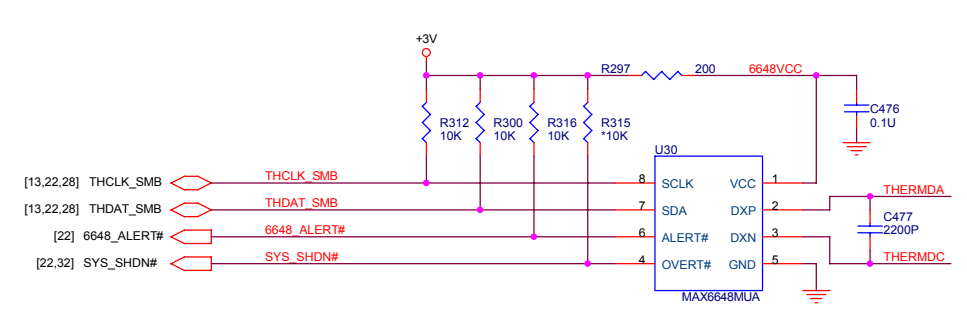 +3V
R297 200 6648VCC
R312 R300 R316 R315 C476
10K 10K 10K *10K 0.1U
U30
[13,22,28] THCLK_SMB THCLK_SMB 8 SCLK VCC 1
[13,22,28] THDAT_SMB THDAT_SMB 7 SDA DXP 2 THERMDA
C477
2200P
[22] 6648_ALERT# 6648_ALERT# 6 ALERT# DXN 3
[22,32] SYS_SHDN# SYS_SHDN# 4 OVERT# GND 5 THERMDC
MAX6648MUA